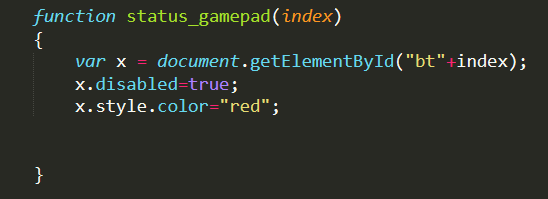 function status_gamepad(index)
{
var x = document.getElementById("bt"+index);
x.disabled=true;
x.style.color="red";
}